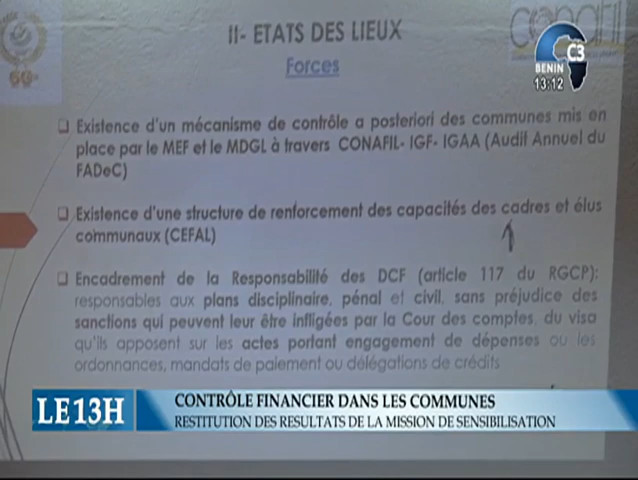 II- ETATS DES LIEUX
conafil
Forces
C3
BENIN
13:12
60
❑ Existence d'un mécanisme de contrôle a posteriori des communes mis en
place par le MEF et le MDGL à travers CONAFIL- IGF- IGAA (Audit Annuel du
FADeC)
❑ Existence d'une structure de renforcement des capacités des cadres et élus
communaux (CEFAL)
❑ Encadrement de la Responsabilité des DCF (article 117 du RGCP):
responsables aux plans disciplinaire, pénal et civil, sans préjudice des
sanctions qui peuvent leur être infligées par la Cour des comptes, du visa
qu'ils apposent sur les actes portant engagement de dépenses ou les
ordonnances, mandats de paiement ou délégations de crédits
LE13H
CONTRÔLE FINANCIER DANS LES COMMUNES
RESTITUTION DES RESULTATS DE LA MISSION DE SENSIBILISATION